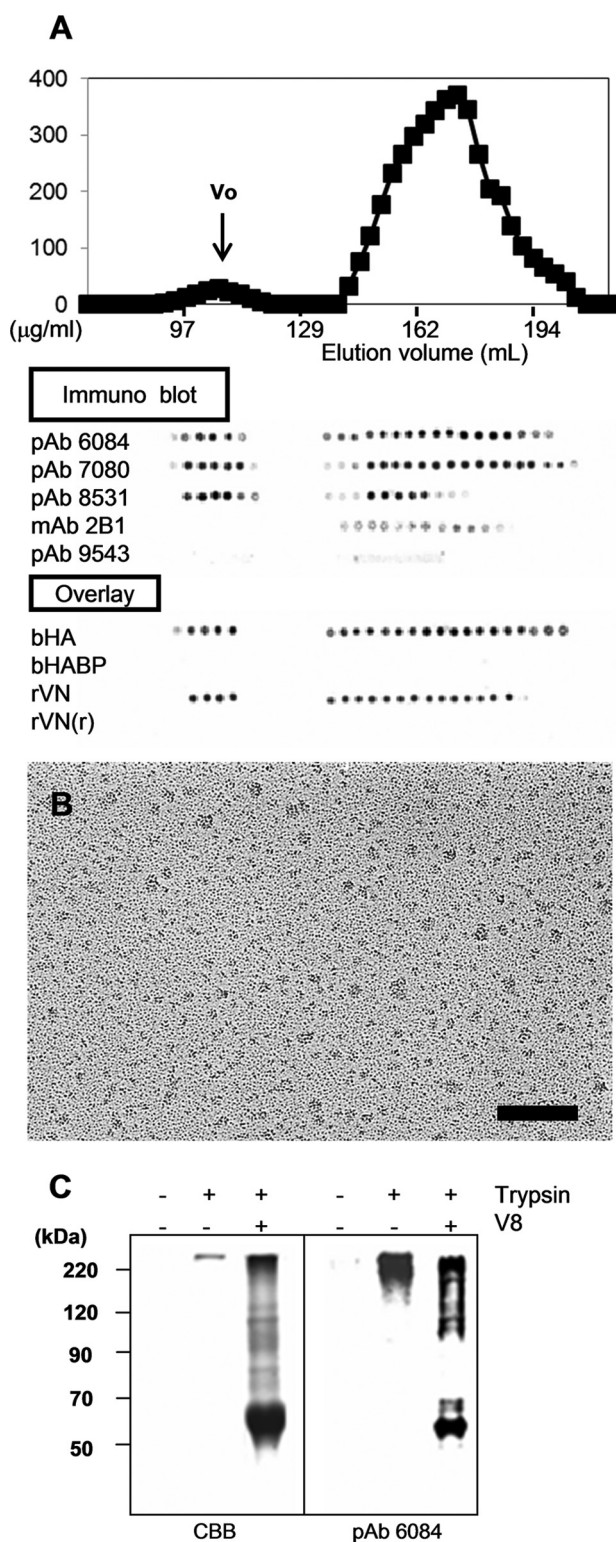 A
400
300
200
100
0
Vo
(μg/ml)
97 129 162 194
Elution volume (mL)
Immuno blot
pAb 6084
pAb 7080
pAb 8531
mAb 2B1
pAb 9543
Overlay
bHA
bHABP
rVN
rVN(r)
B
C
- + + - + + Trypsin
- - + - - + V8
(kDa)
220
120
90
70
50
CBB pAb 6084